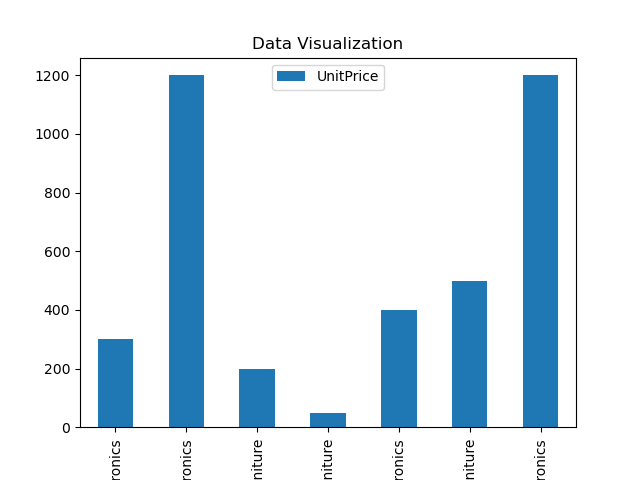 Data Visualization
UnitPrice
1200
1000
800
600
400
200
0
ronics
ronics
niture
niture
ronics
niture
ronics